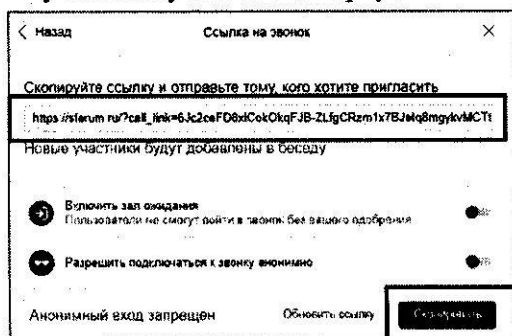 Назад
Ссылка на звонок
Скопируйте ссылку и отправьте тому, кого хотите пригласить
Новые участники будут добавлены в беседу
Включить зал ожидания
Пользователи не смогут войти в звонок без вашего одобрения
Разрешить подключаться к звонку анонимно
Анонимный вход запрещен
Обновить ссылку
Скопировать